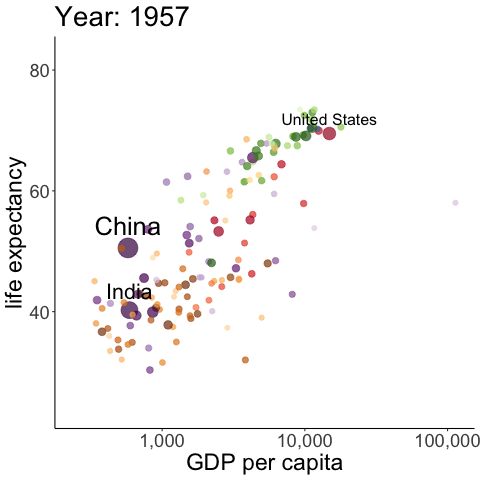 Year: 1957
80
United States
60
China
India
40
life expectancy
1,000 10,000 100,000
GDP per capita